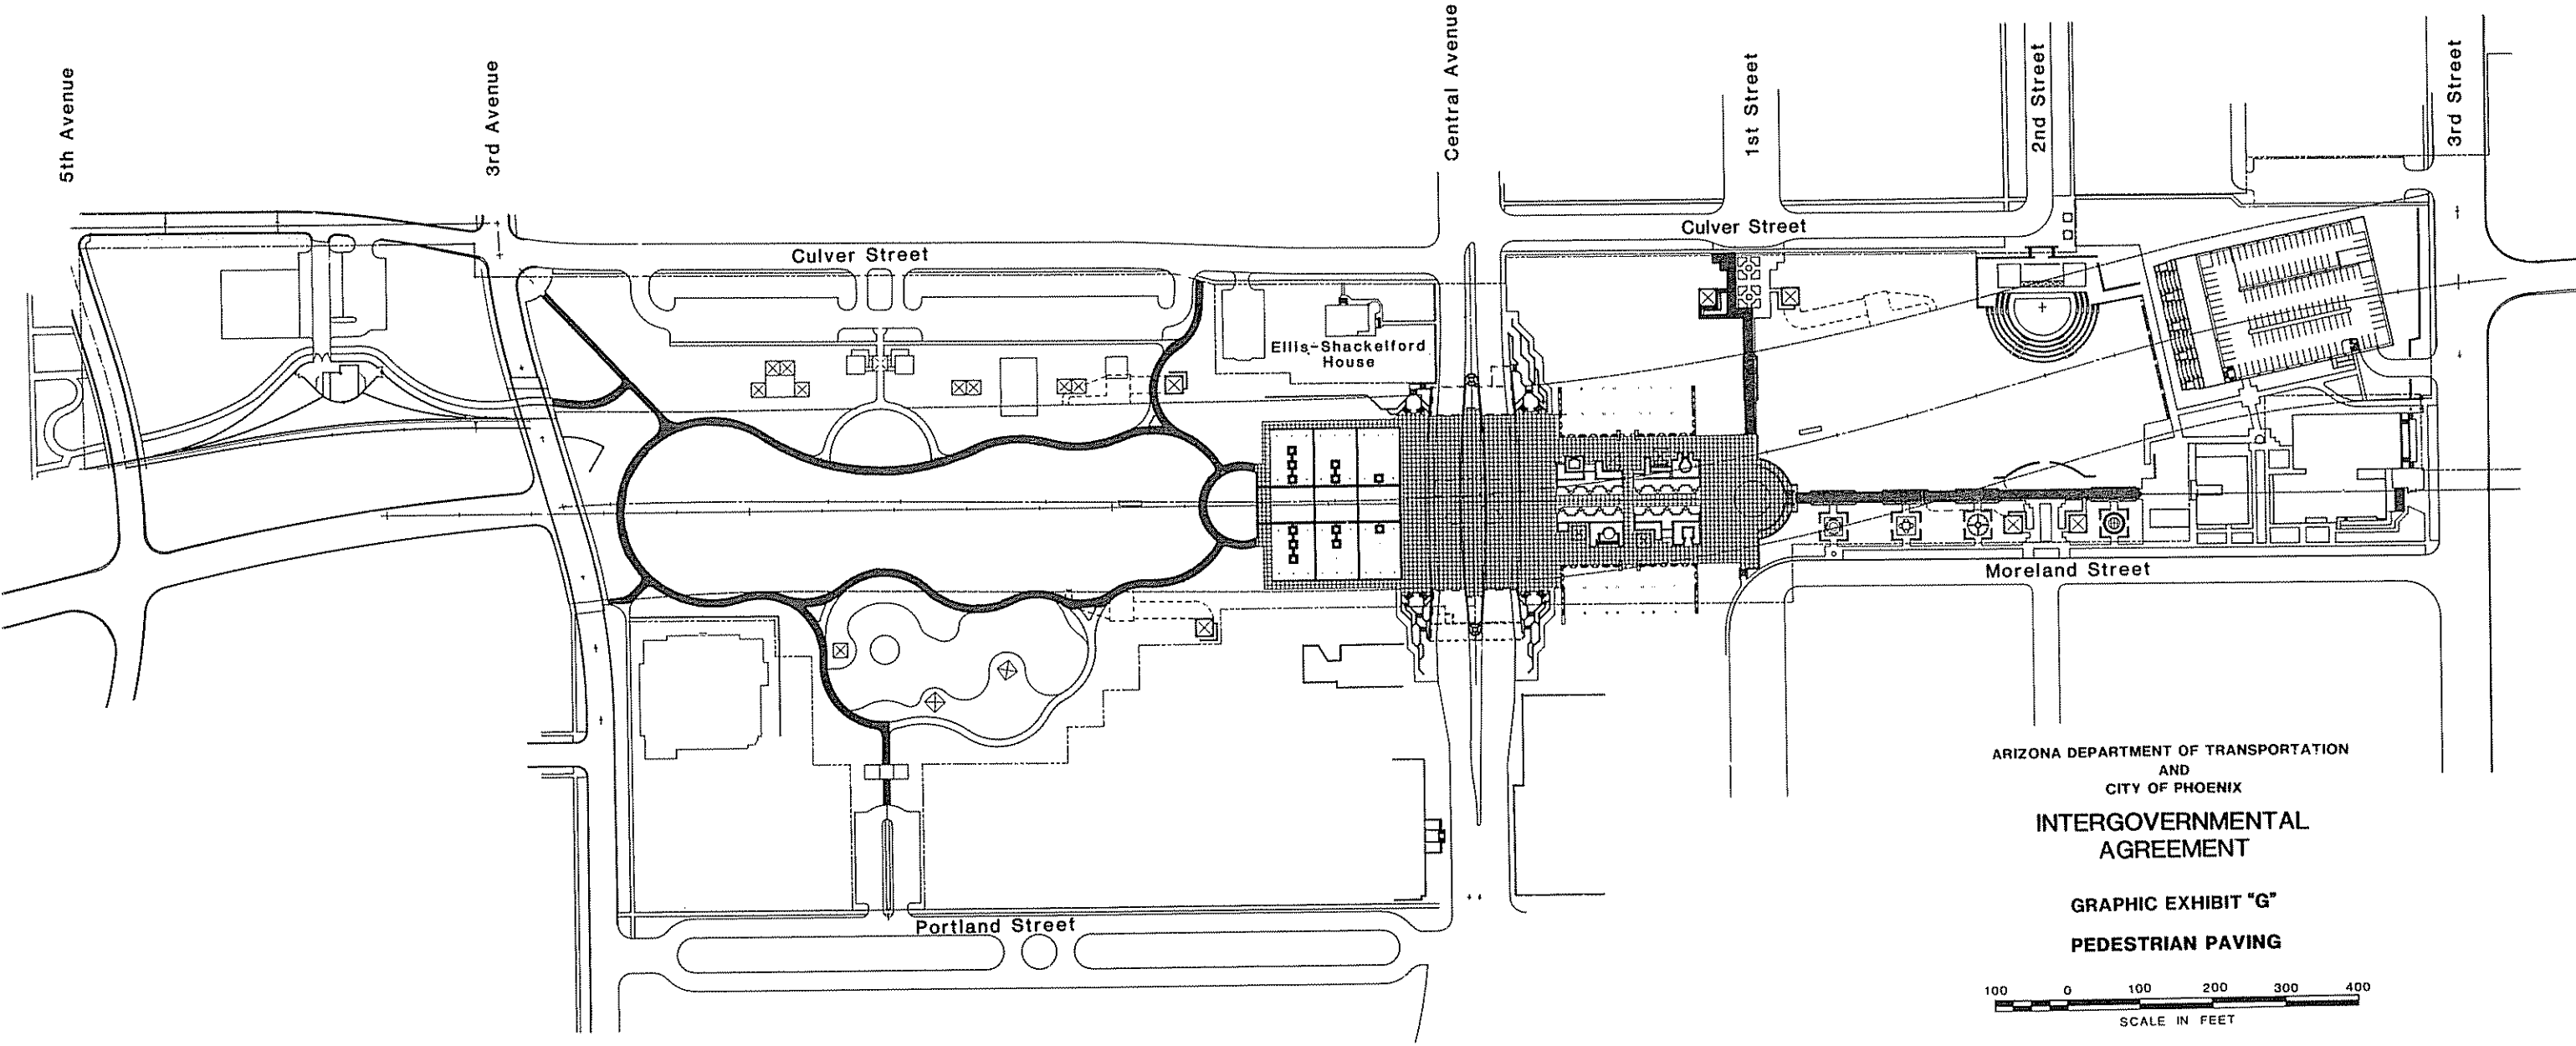 5th Avenue
3rd Avenue
Central Avenue
1st Street
2nd Street
3rd Street
Culver Street
Culver Street
Ellis-Shackelford
House
Moreland Street
Portland Street
ARIZONA DEPARTMENT OF TRANSPORTATION
AND
CITY OF PHOENIX
INTERGOVERNMENTAL
AGREEMENT
GRAPHIC EXHIBIT "G"
PEDESTRIAN PAVING
100 0 100 200 300 400
SCALE IN FEET